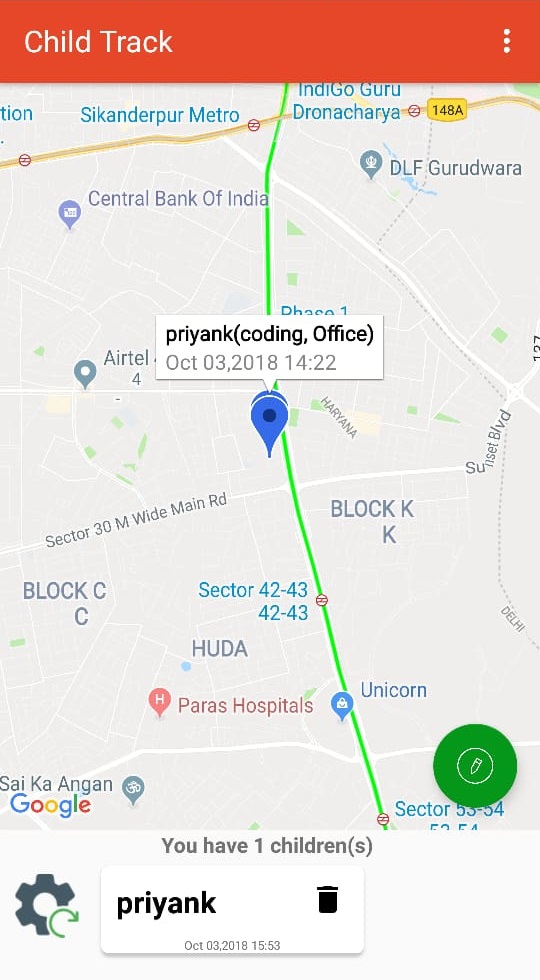 Child Track
IndiGo Guru
Dronacharya
148A
tion
Sikanderpur Metro
DLF Gurudwara
Central Bank Of India
Phase 1
priyank(coding, Office)
Oct 03,2018 14:22
Airtel
4
HARYANA
137
Sunset Blvd
Sector 30 M Wide Main Rd
BLOCK K
K
BLOCK C
C
Sector 42-43
42-43
HUDA
DELHI
Unicorn
H
Paras Hospitals
Sai Ka Angan
ॐ
Google
Sector 53-54
53-54
You have 1 children(s)
priyank
Oct 03,2018 15:53